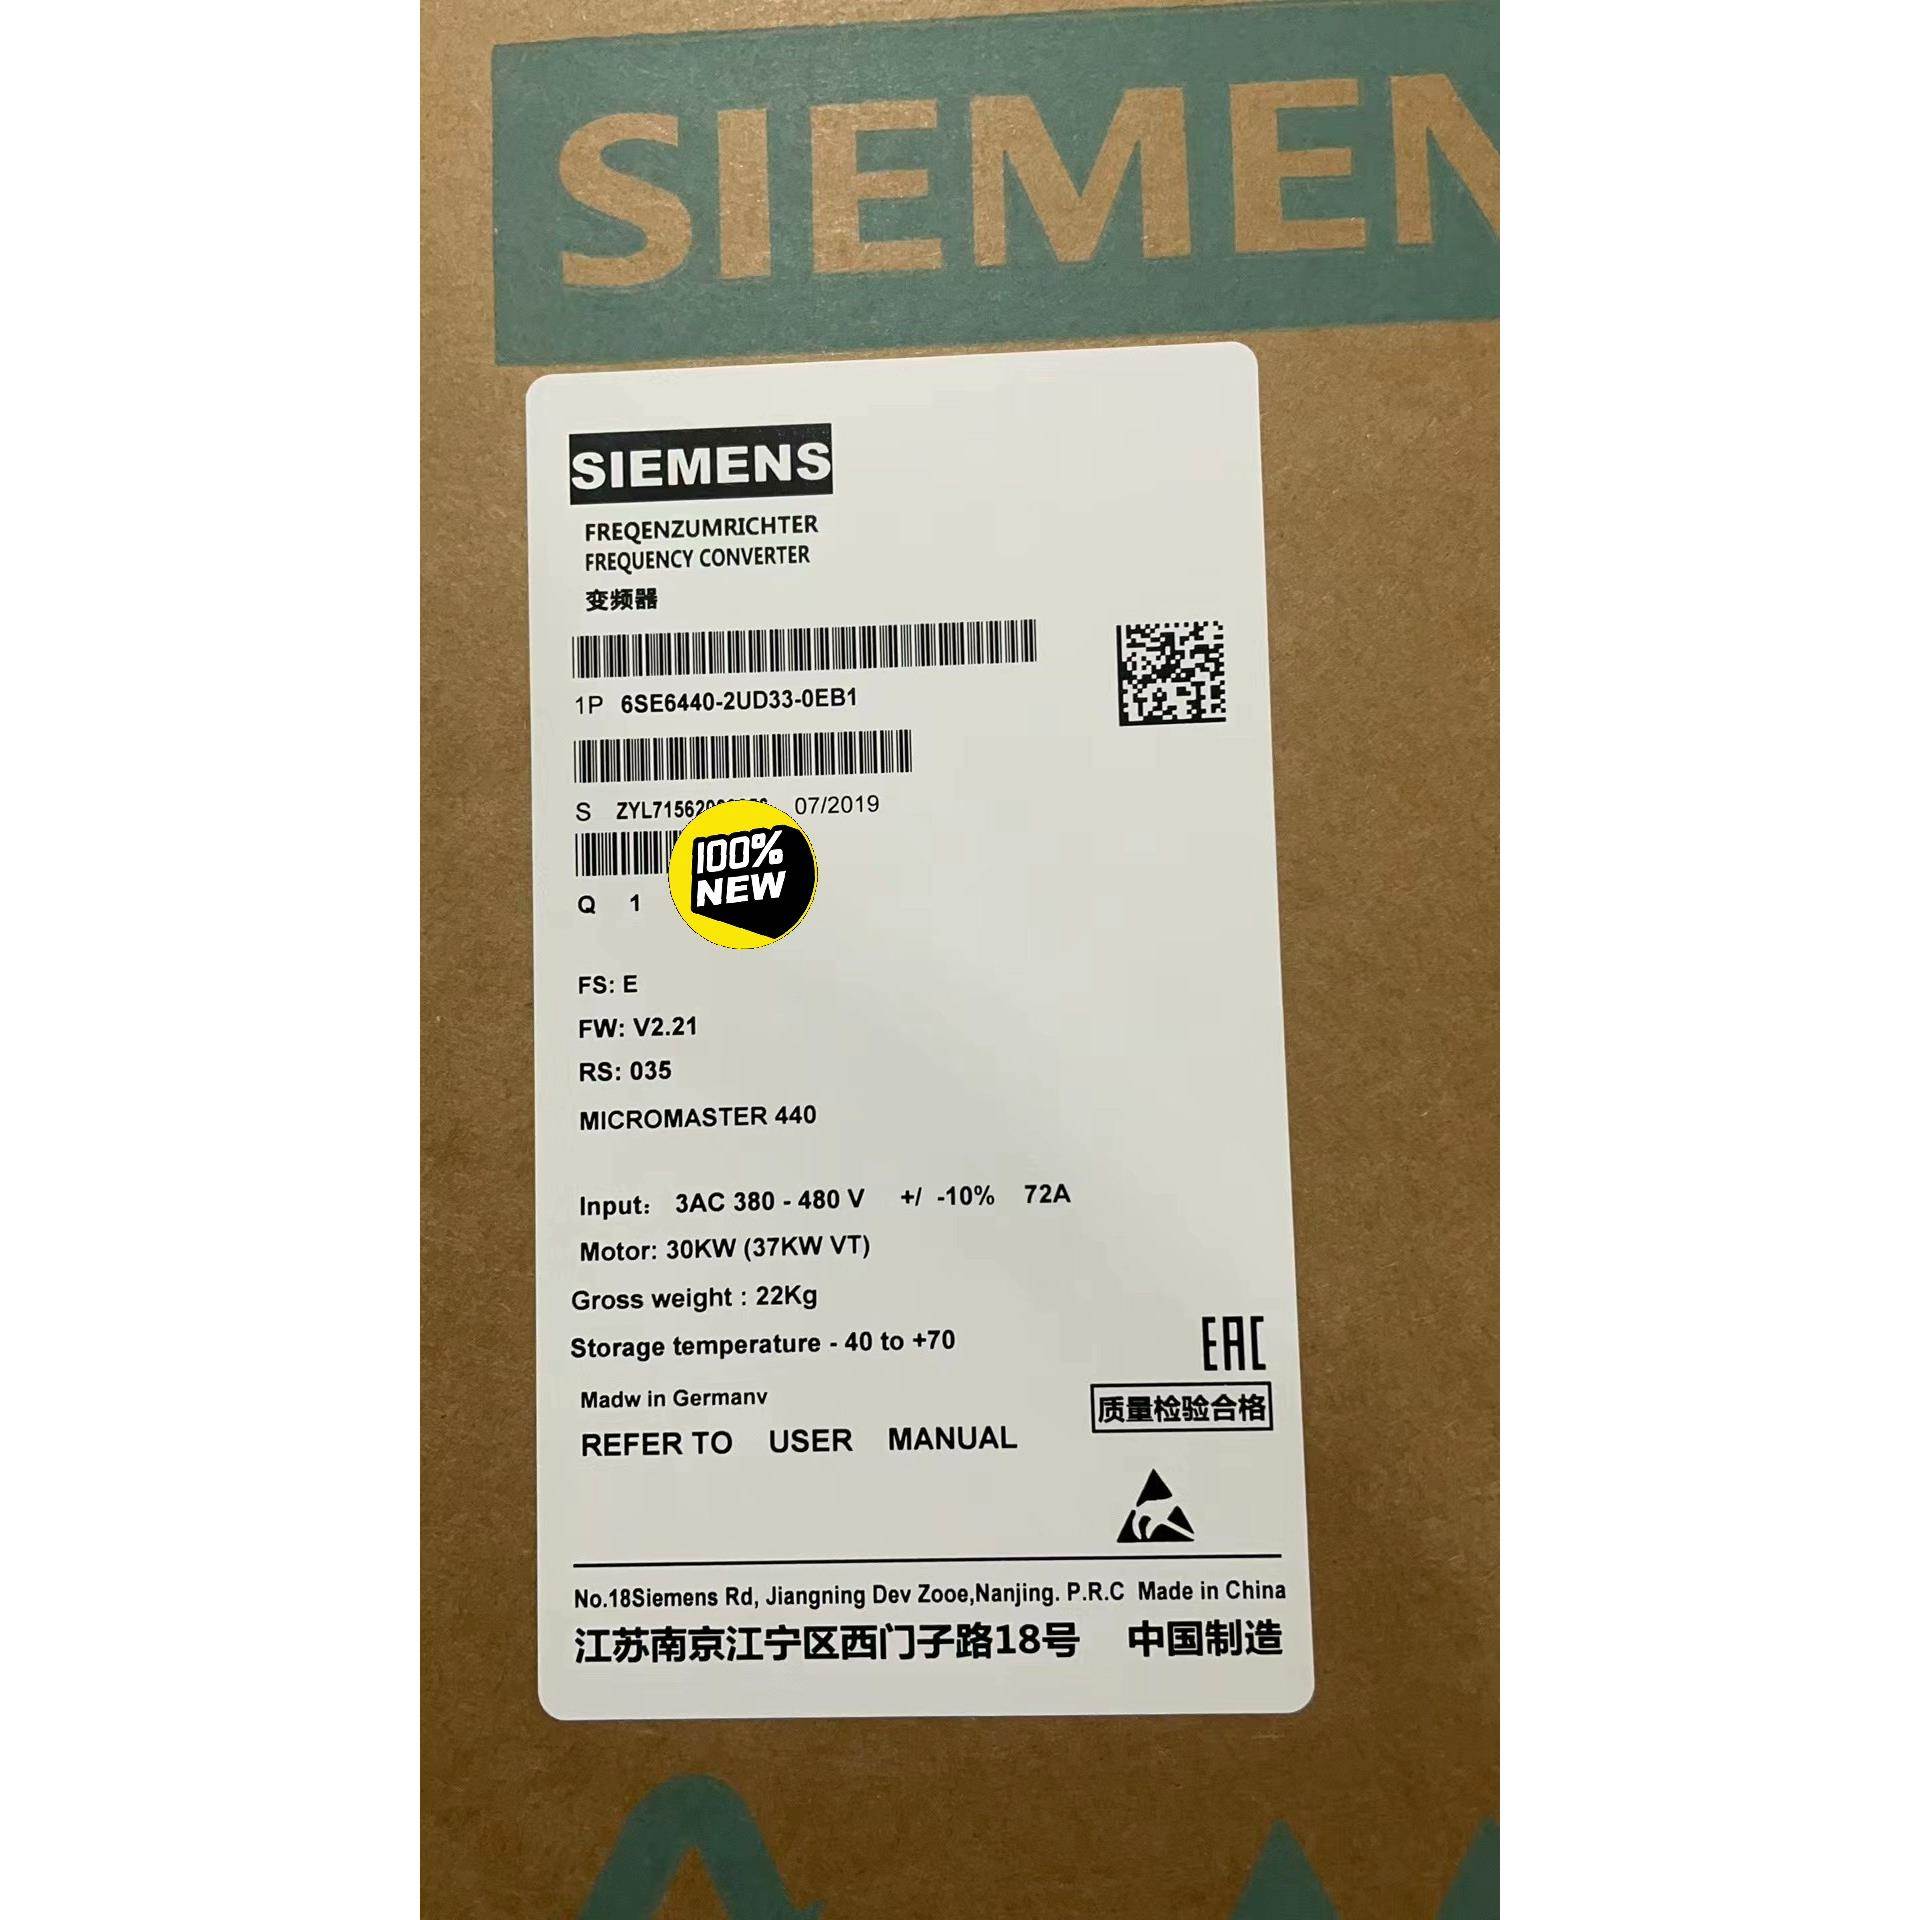 SIEMEN
SIEMENS
FREQENZUMRICHTER
FREQUENCY CONVERTER
变频器
1P 6SE6440-2UD33-0EB1
S 07/2019
100%
NEW
Q 1
FS: E
FW: V2.21
RS: 035
MICROMASTER 440
Input: 3AC 380 - 480 V +/ -10% 72A
Motor: 30KW (37KW VT)
Gross weight : 22Kg
Storage temperature - 40 to +70
EAC
Madw in Germanv
质量检验合格
REFER TO USER MANUAL
No.18Siemens Rd, Jiangning Dev Zooe,Nanjing. P.R.C Made in China
江苏南京江宁区西门子路18号 中国制造